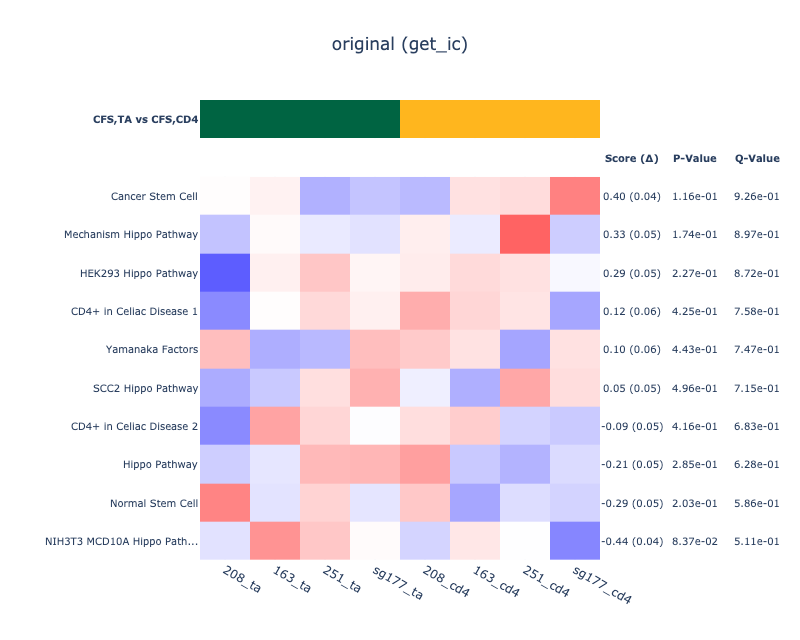 original (get_ic)
CFS,TA vs CFS,CD4
Score (Δ) P-Value Q-Value
Cancer Stem Cell 0.40 (0.04) 1.16e-01 9.26e-01
Mechanism Hippo Pathway 0.33 (0.05) 1.74e-01 8.97e-01
HEK293 Hippo Pathway 0.29 (0.05) 2.27e-01 8.72e-01
CD4+ in Celiac Disease 1 0.12 (0.06) 4.25e-01 7.58e-01
Yamanaka Factors 0.10 (0.06) 4.43e-01 7.47e-01
SCC2 Hippo Pathway 0.05 (0.05) 4.96e-01 7.15e-01
CD4+ in Celiac Disease 2 -0.09 (0.05) 4.16e-01 6.83e-01
Hippo Pathway -0.21 (0.05) 2.85e-01 6.28e-01
Normal Stem Cell -0.29 (0.05) 2.03e-01 5.86e-01
NIH3T3 MCD10A Hippo Path... -0.44 (0.04) 8.37e-02 5.11e-01
208_ta 163_ta 251_ta sg177_ta 208_cd4 163_cd4 251_cd4 sg177_cd4